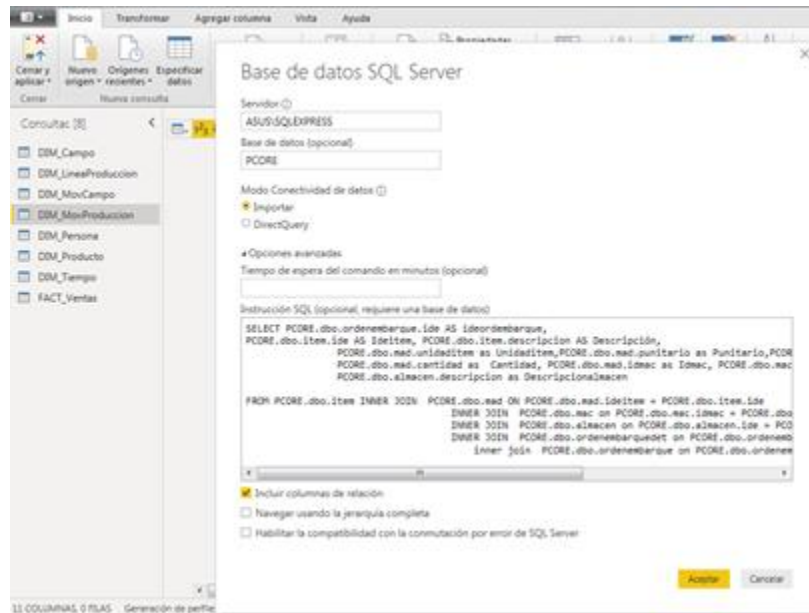 Inicio Transformar Agregar columna Vista Ayuda
Cerrar y aplicar Nuevo origen Orígenes recientes Especificar datos
Cerrar Nueva consulta
Consultas [8]
DIM_Campo
DIM_LineaProduccion
DIM_MovCampo
DIM_MovProduccion
DIM_Persona
DIM_Producto
DIM_Tiempo
FACT_Ventas
Propiedades
Base de datos SQL Server
Servidor
ASUS\SQLEXPRESS
Base de datos (opcional)
PCORE
Modo Conectividad de datos
Importar
DirectQuery
Opciones avanzadas
Tiempo de espera del comando en minutos (opcional)
Instrucción SQL (opcional, requiere una base de datos)
SELECT PCORE.dbo.ordenembarque.ide AS ideordembarque,
PCORE.dbo.item.ide AS Ideitem, PCORE.dbo.item.descripcion AS Descripción,
PCORE.dbo.mad.unidaditem as Unidaditem,PCORE.dbo.mad.punitario as Punitario,PCOR
PCORE.dbo.mad.cantidad as Cantidad, PCORE.dbo.mad.idmac as Idmac, PCORE.dbo.mac
PCORE.dbo.almacen.descripcion as Descripcionalmacen
FROM PCORE.dbo.item INNER JOIN PCORE.dbo.mad ON PCORE.dbo.mad.ideitem = PCORE.dbo.item.ide
INNER JOIN PCORE.dbo.mac on PCORE.dbo.mac.idmac = PCORE.dbo
INNER JOIN PCORE.dbo.almacen on PCORE.dbo.almacen.ide = PCO
INNER JOIN PCORE.dbo.ordenembarquedet on PCORE.dbo.ordenemb
inner join PCORE.dbo.ordenembarque on PCORE.dbo.ordenem
Incluir columnas de relación
Navegar usando la jerarquía completa
Habilitar la compatibilidad con la conmutación por error de SQL Server
Aceptar Cancelar
11 COLUMNAS, 0 FILAS Generación de perfile